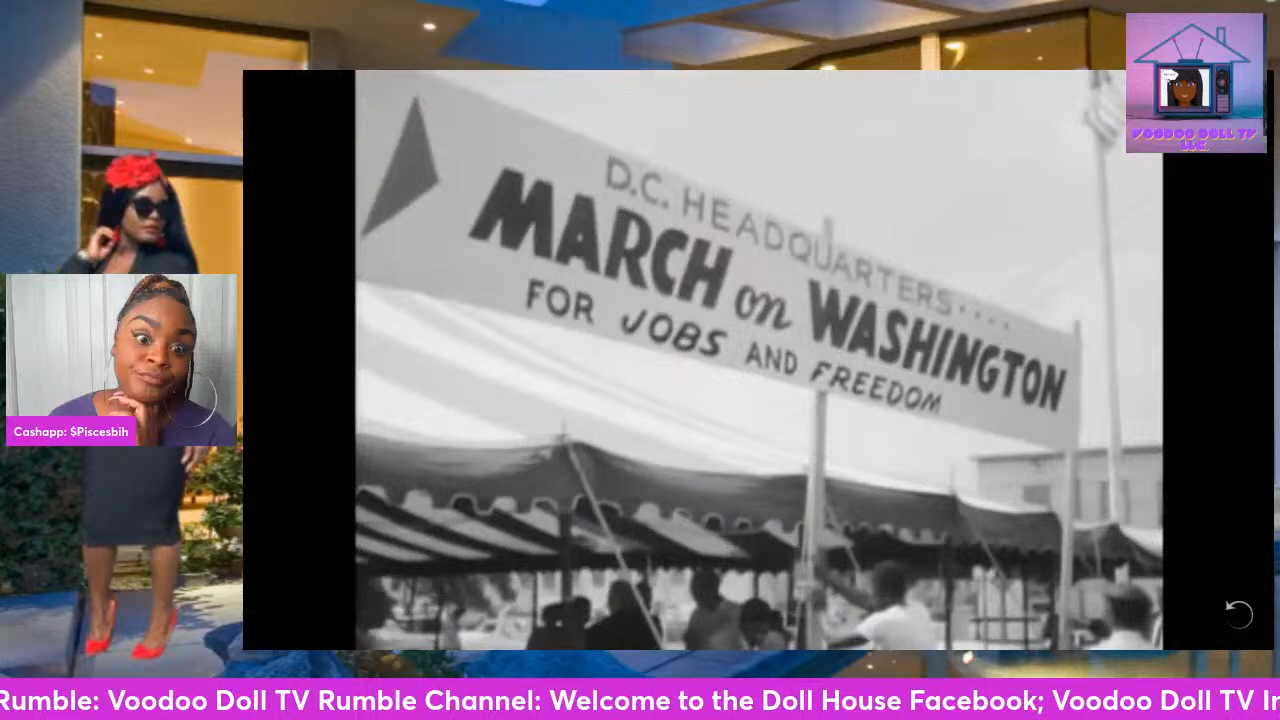 VOODOO DOLL TV
LLC.
D.C. HEADQUARTERS....
MARCH on WASHINGTON
FOR JOBS AND FREEDOM
Cashapp: $Piscesbih
Rumble: Voodoo Doll TV Rumble Channel: Welcome to the Doll House Facebook; Voodoo Doll TV In